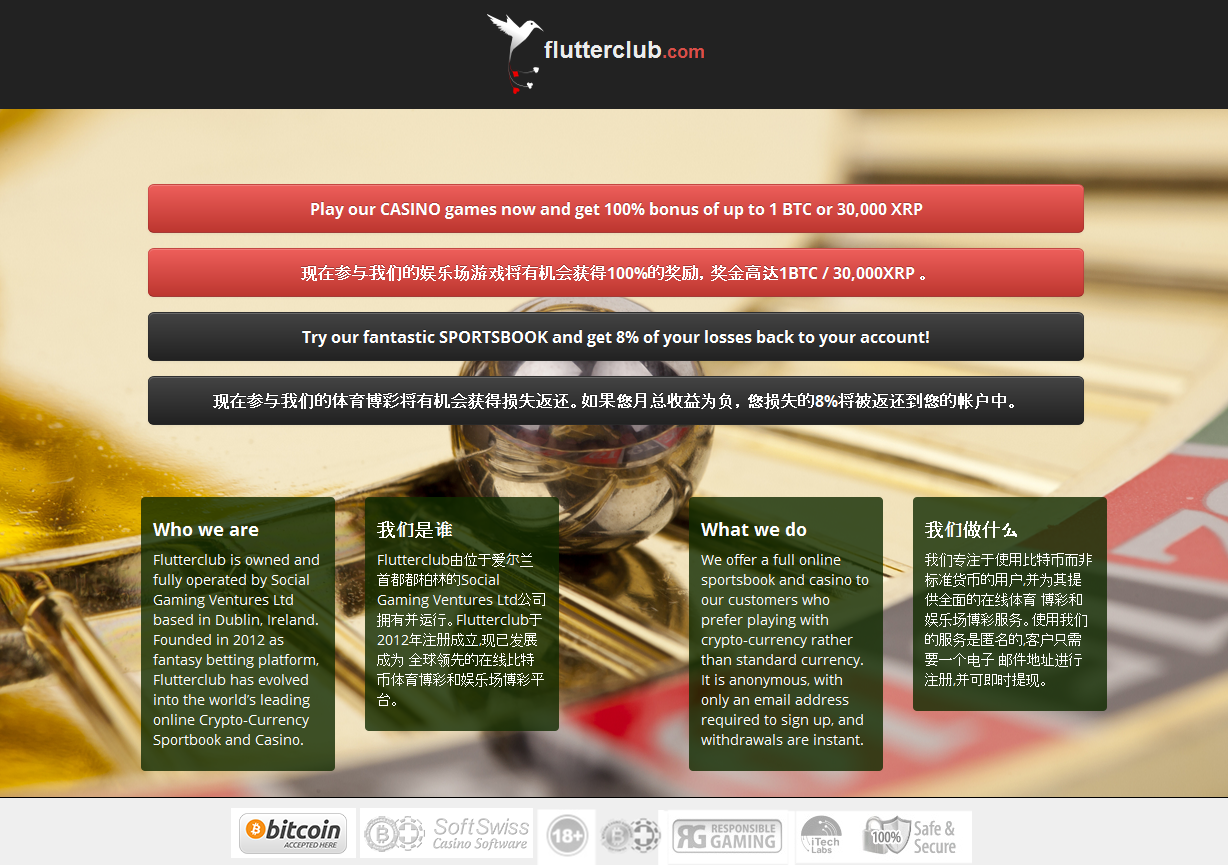 flutterclub.com
Play our CASINO games now and get 100% bonus of up to 1 BTC or 30,000 XRP
现在参与我们的娱乐场游戏将有机会获得100%的奖励，奖金高达1BTC / 30,000XRP 。
Try our fantastic SPORTSBOOK and get 8% of your losses back to your account!
现在参与我们的体育博彩将有机会获得损失返还。如果您月总收益为负，您损失的8%将被返还到您的帐户中。
Who we are
Flutterclub is owned and
fully operated by Social
Gaming Ventures Ltd
based in Dublin, Ireland.
Founded in 2012 as
fantasy betting platform,
Flutterclub has evolved
into the world’s leading
online Crypto-Currency
Sportbook and Casino.
我们是谁
Flutterclub由位于爱尔兰
首都都柏林的Social
Gaming Ventures Ltd公司
拥有并运行。Flutterclub于
2012年注册成立,现已发展
成为 全球领先的在线比特
币体育博彩和娱乐场博彩平
台。
What we do
We offer a full online
sportsbook and casino to
our customers who
prefer playing with
crypto-currency rather
than standard currency.
It is anonymous, with
only an email address
required to sign up, and
withdrawals are instant.
我们做什么
我们专注于使用比特币而非
标准货币的用户,并为其提
供全面的在线体育 博彩和
娱乐场博彩服务。使用我们
的服务是匿名的,客户只需
要一个电子 邮件地址进行
注册,并可即时提现。
bitcoin
ACCEPTED HERE
SoftSwiss
Casino Software
18+
RG RESPONSIBLE
GAMING
iTech
Labs
100%
Safe &
Secure